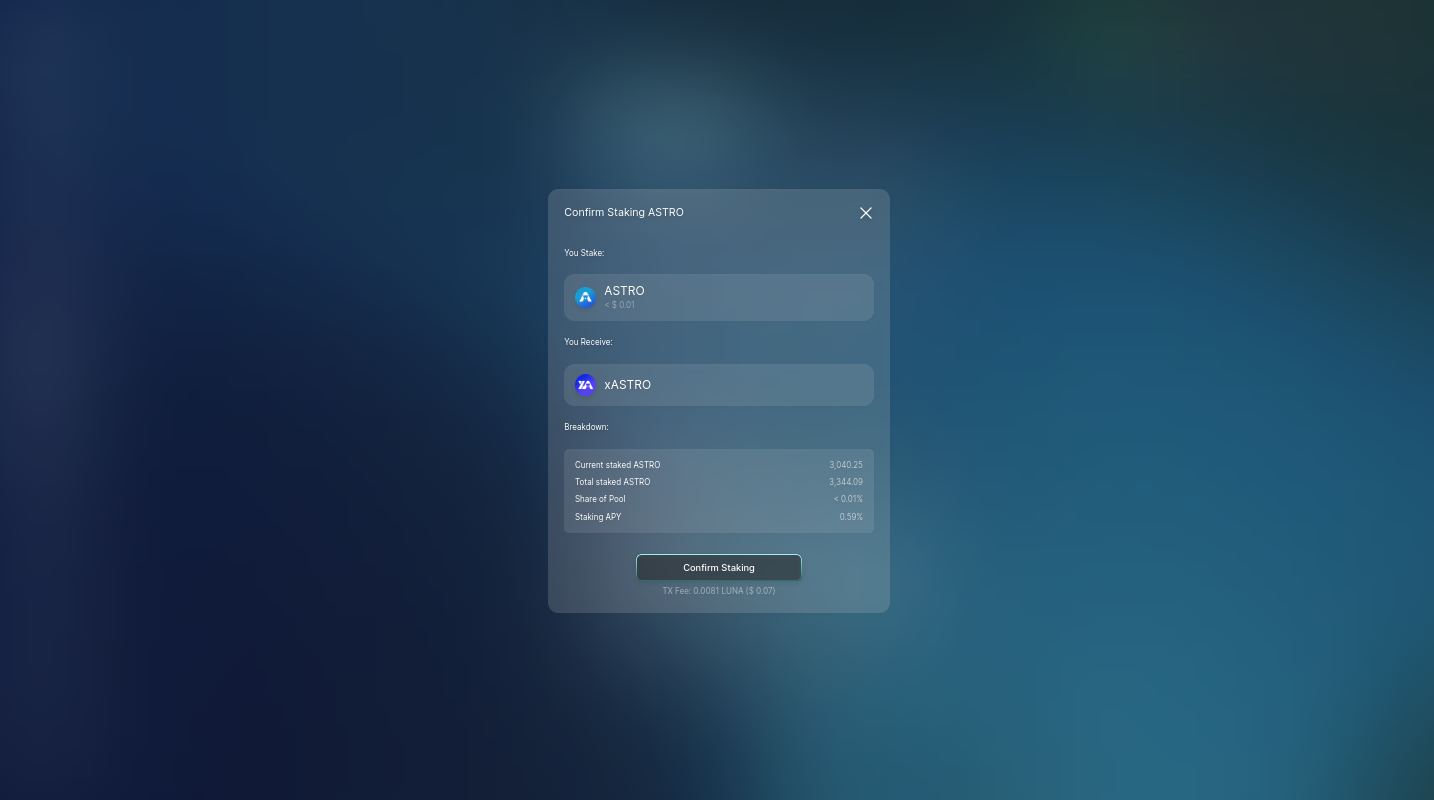 Confirm Staking ASTRO
You Stake:
ASTRO
< $ 0.01
You Receive:
xASTRO
Breakdown:
Current staked ASTRO 3,040.25
Total staked ASTRO 3,344.09
Share of Pool < 0.01%
Staking APY 0.59%
Confirm Staking
TX Fee: 0.0081 LUNA ($ 0.07)